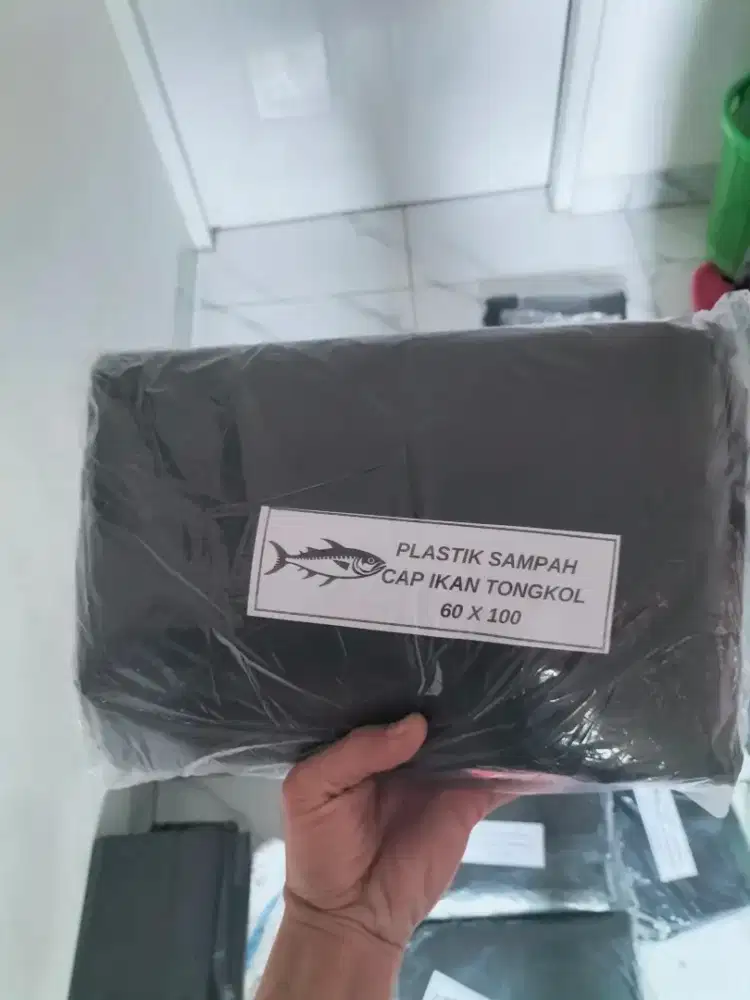 PLASTIK SAMPAH
CAP IKAN TONGKOL
60 X 100